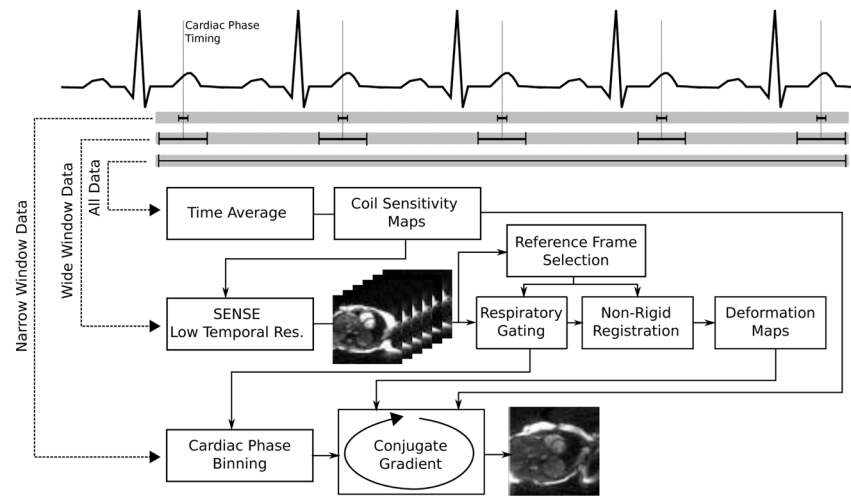 Cardiac Phase
Timing
Narrow Window Data
Wide Window Data
All Data
Time Average
Coil Sensitivity
Maps
Reference Frame
Selection
SENSE
Low Temporal Res.
Respiratory
Gating
Non-Rigid
Registration
Deformation
Maps
Cardiac Phase
Binning
Conjugate
Gradient